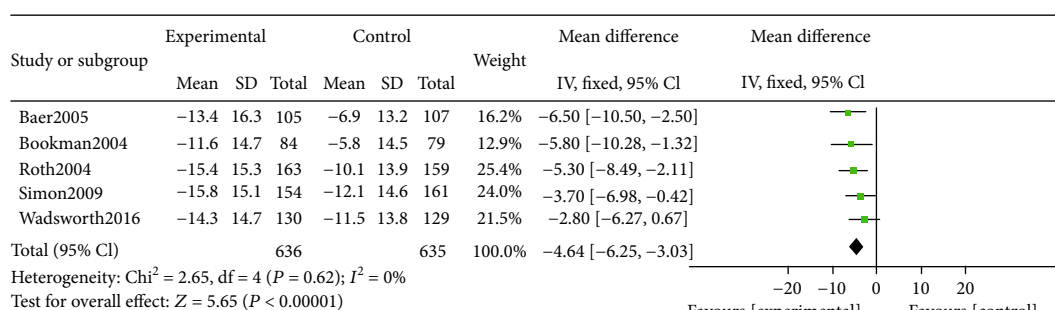 Experimental Control Mean difference Mean difference
Study or subgroup Weight
Mean SD Total Mean SD Total IV, fixed, 95% Cl IV, fixed, 95% Cl
Baer2005 −13.4 16.3 105 −6.9 13.2 107 16.2% −6.50 [−10.50, −2.50]
Bookman2004 −11.6 14.7 84 −5.8 14.5 79 12.9% −5.80 [−10.28, −1.32]
Roth2004 −15.4 15.3 163 −10.1 13.9 159 25.4% −5.30 [−8.49, −2.11]
Simon2009 −15.8 15.1 154 −12.1 14.6 161 24.0% −3.70 [−6.98, −0.42]
Wadsworth2016 −14.3 14.7 130 −11.5 13.8 129 21.5% −2.80 [−6.27, 0.67]
Total (95% Cl) 636 635 100.0% −4.64 [−6.25, −3.03]
Heterogeneity: Chi² = 2.65, df = 4 (P = 0.62); I² = 0%
−20 −10 0 10 20
Test for overall effect: Z = 5.65 (P < 0.00001)
Favours [experimental] Favours [control]